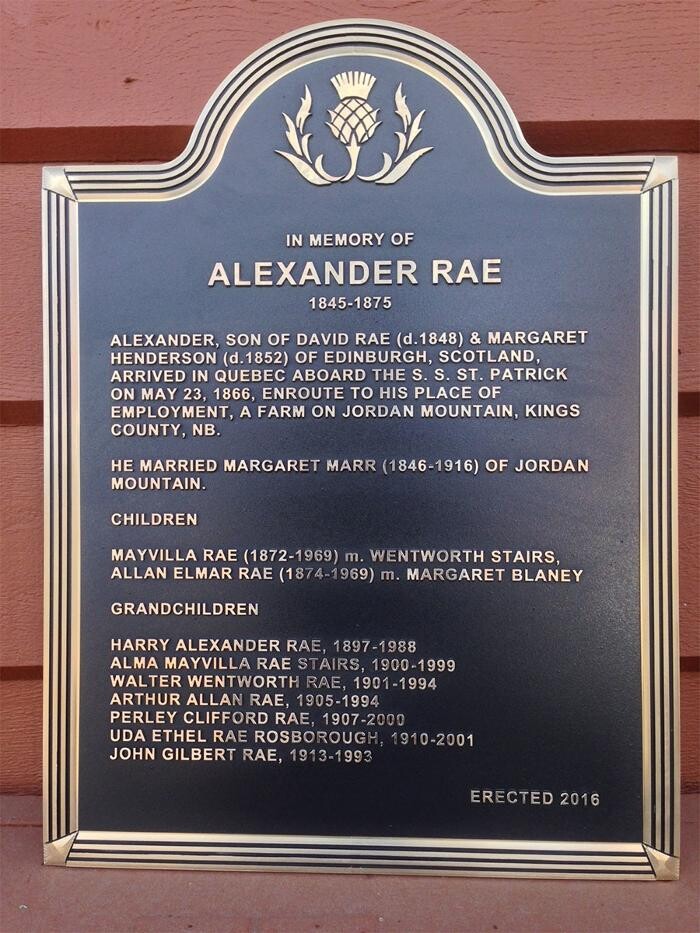 IN MEMORY OF
ALEXANDER RAE
1845-1875
ALEXANDER, SON OF DAVID RAE (d.1848) & MARGARET
HENDERSON (d.1852) OF EDINBURGH, SCOTLAND,
ARRIVED IN QUEBEC ABOARD THE S. S. ST. PATRICK
ON MAY 23, 1866, ENROUTE TO HIS PLACE OF
EMPLOYMENT, A FARM ON JORDAN MOUNTAIN, KINGS
COUNTY, NB.
HE MARRIED MARGARET MARR (1846-1916) OF JORDAN
MOUNTAIN.
CHILDREN
MAYVILLA RAE (1872-1969) m. WENTWORTH STAIRS,
ALLAN ELMAR RAE (1874-1969) m. MARGARET BLANEY
GRANDCHILDREN
HARRY ALEXANDER RAE, 1897-1988
ALMA MAYVILLA RAE STAIRS, 1900-1999
WALTER WENTWORTH RAE, 1901-1994
ARTHUR ALLAN RAE, 1905-1994
PERLEY CLIFFORD RAE, 1907-2000
UDA ETHEL RAE ROSBOROUGH, 1910-2001
JOHN GILBERT RAE, 1913-1993
ERECTED 2016